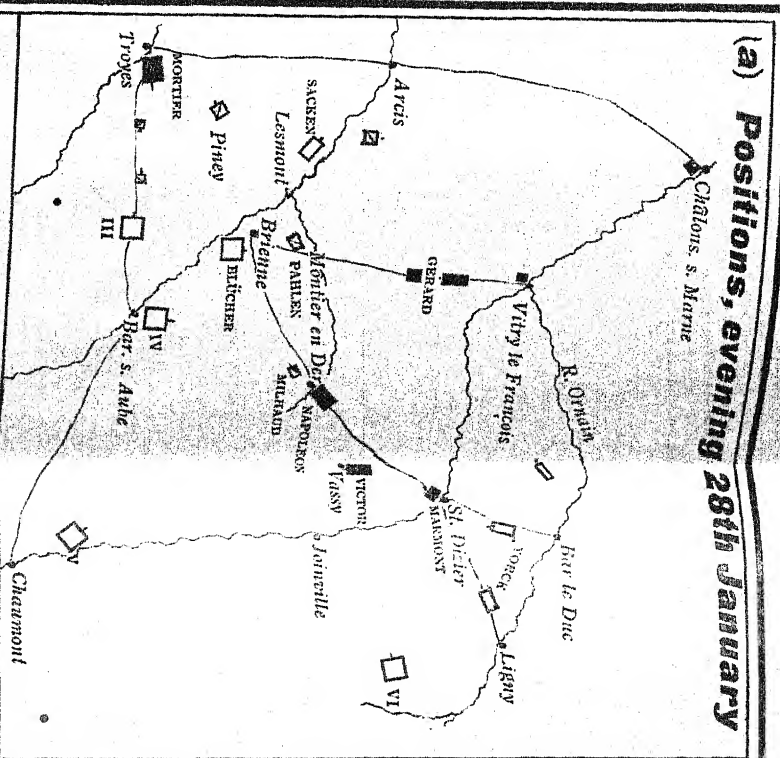 (a) Positions, evening 28th January
Châlons. s. Marne
Arcis
Vitry le François
R. Ornain
Bar le Duc
Ligny
GERARD
SACKEN
Lesmont
Montier en Der
PAHLEN
Brienne
BLÜCHER
NAPOLEON
MILHAUD
VICTOR
Vassy
St. Dizier
MARMONT
YORCK
Joinville
VI
MORTIER
Troyes
Piney
III
IV
Bar. s. Aube
V
Chaumont